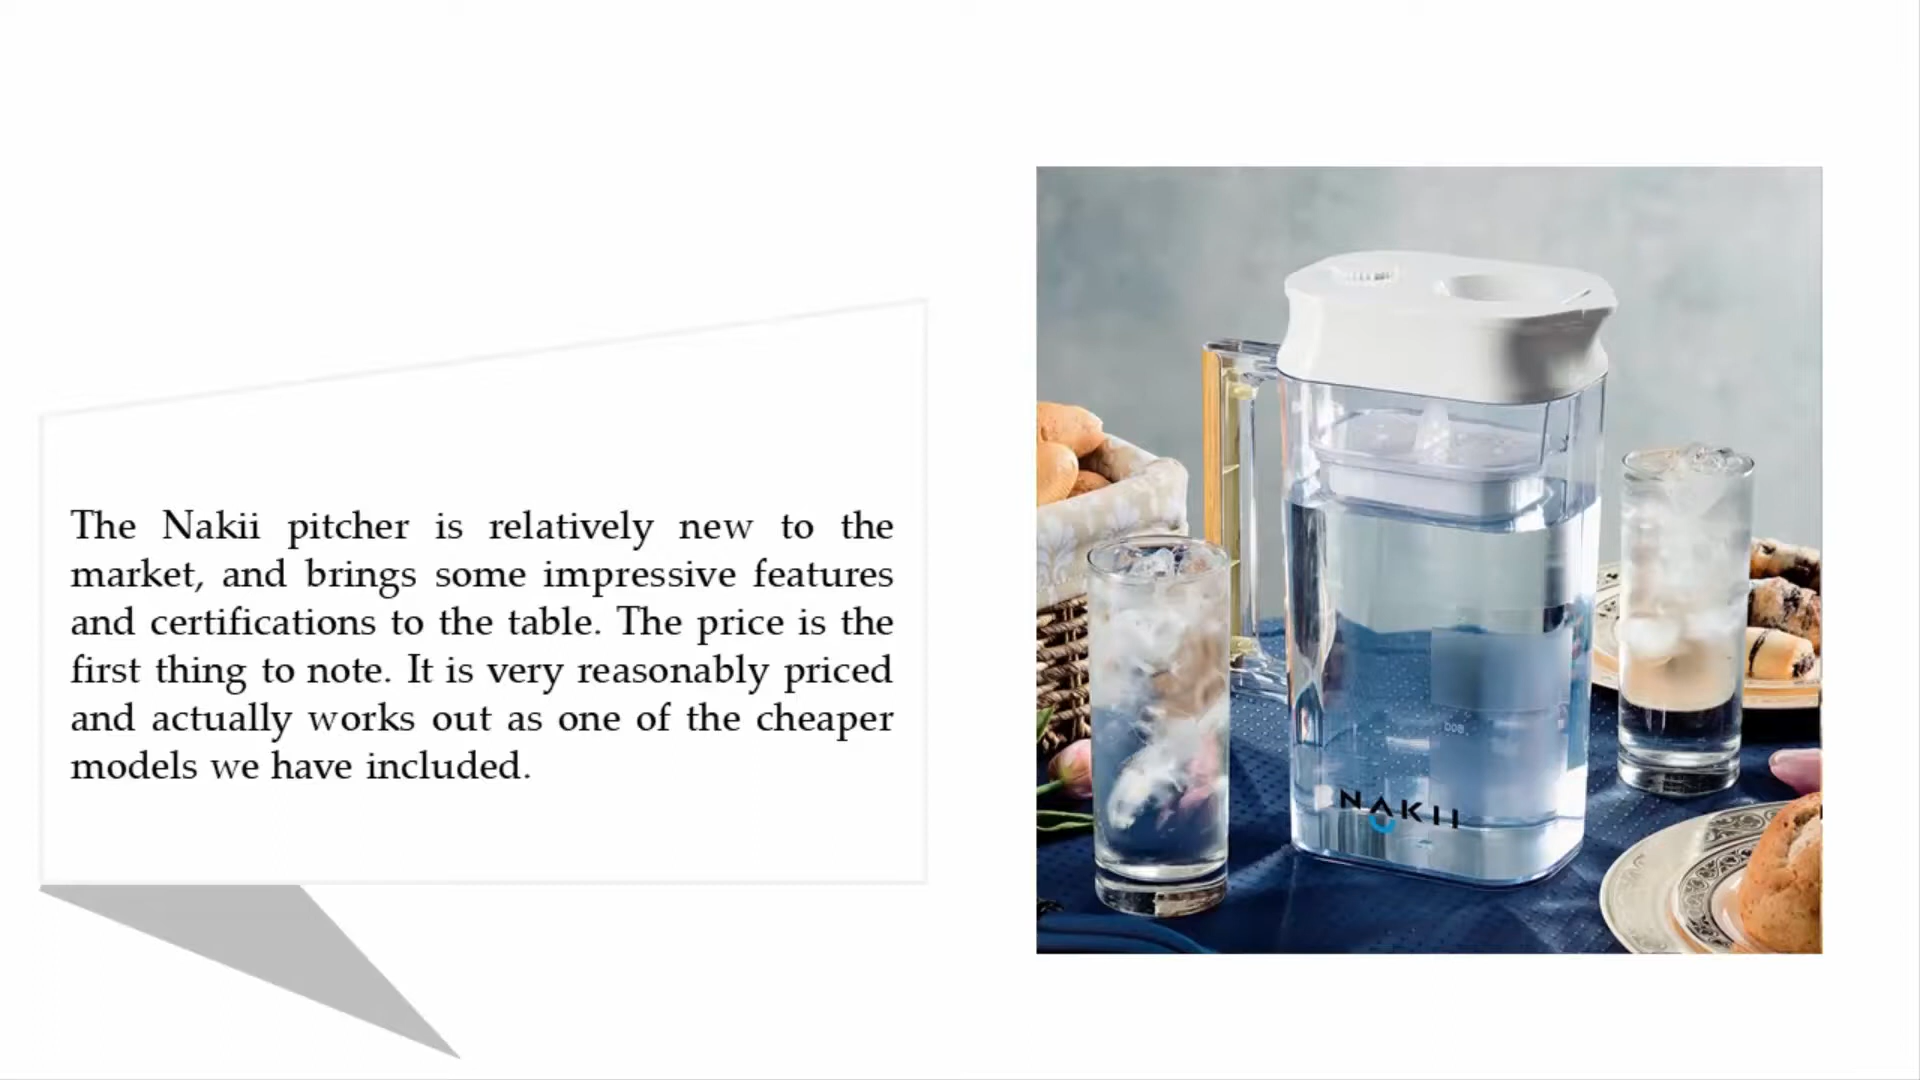 The Nakii pitcher is relatively new to the
market, and brings some impressive features
and certifications to the table. The price is the
first thing to note. It is very reasonably priced
and actually works out as one of the cheaper
models we have included.
NAKII